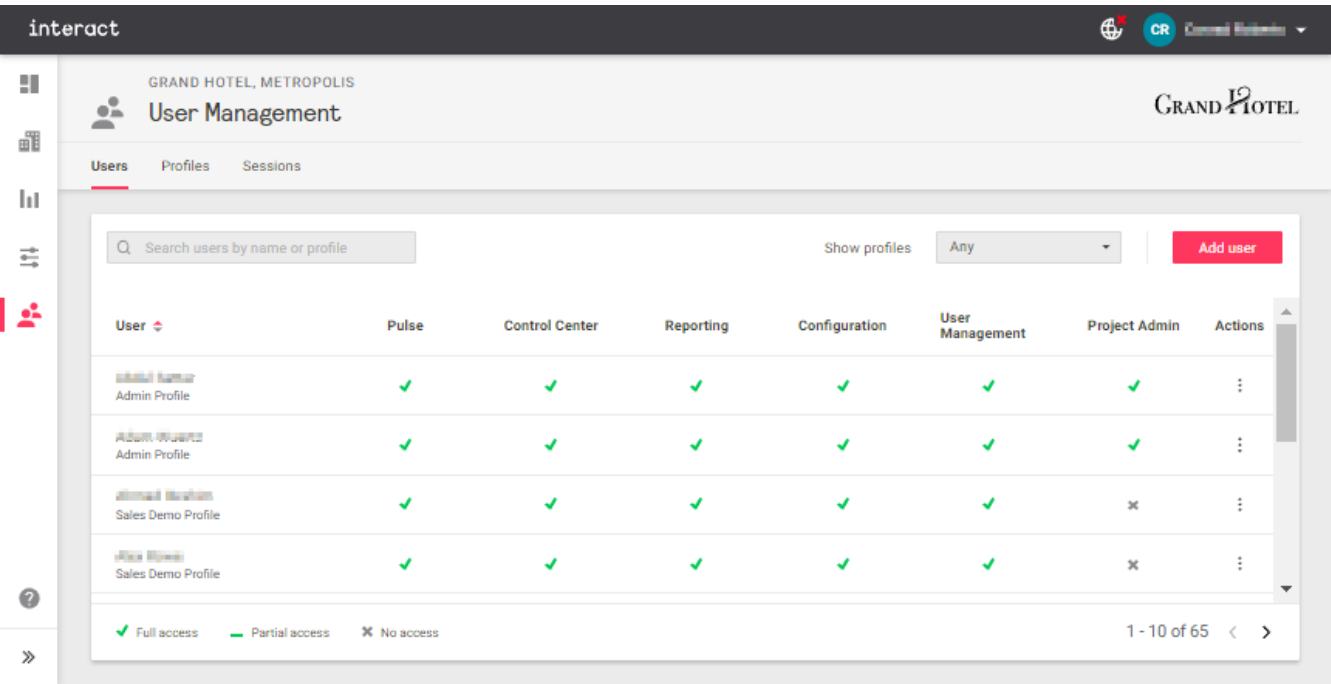 interact
CR
GRAND HOTEL, METROPOLIS
User Management
GRAND HOTEL
Users Profiles Sessions
Search users by name or profile
Show profiles Any Add user
User Pulse Control Center Reporting Configuration User Management Project Admin Actions
Admin Profile
Admin Profile
Sales Demo Profile
Sales Demo Profile
Full access Partial access No access
1 - 10 of 65